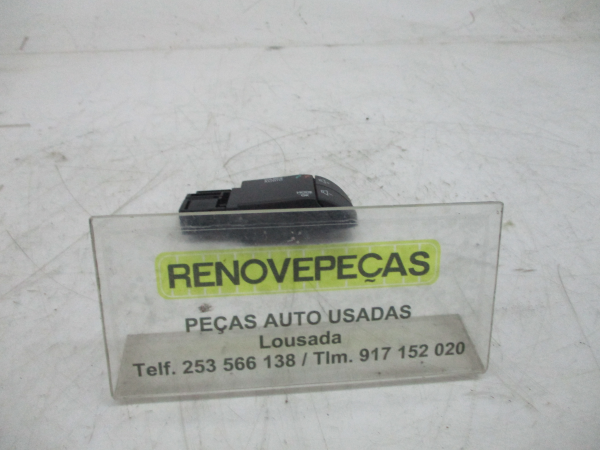 RENOVEPEÇAS
PEÇAS AUTO USADAS
Lousada
Telf. 253 566 138 / Tlm. 917 152 020